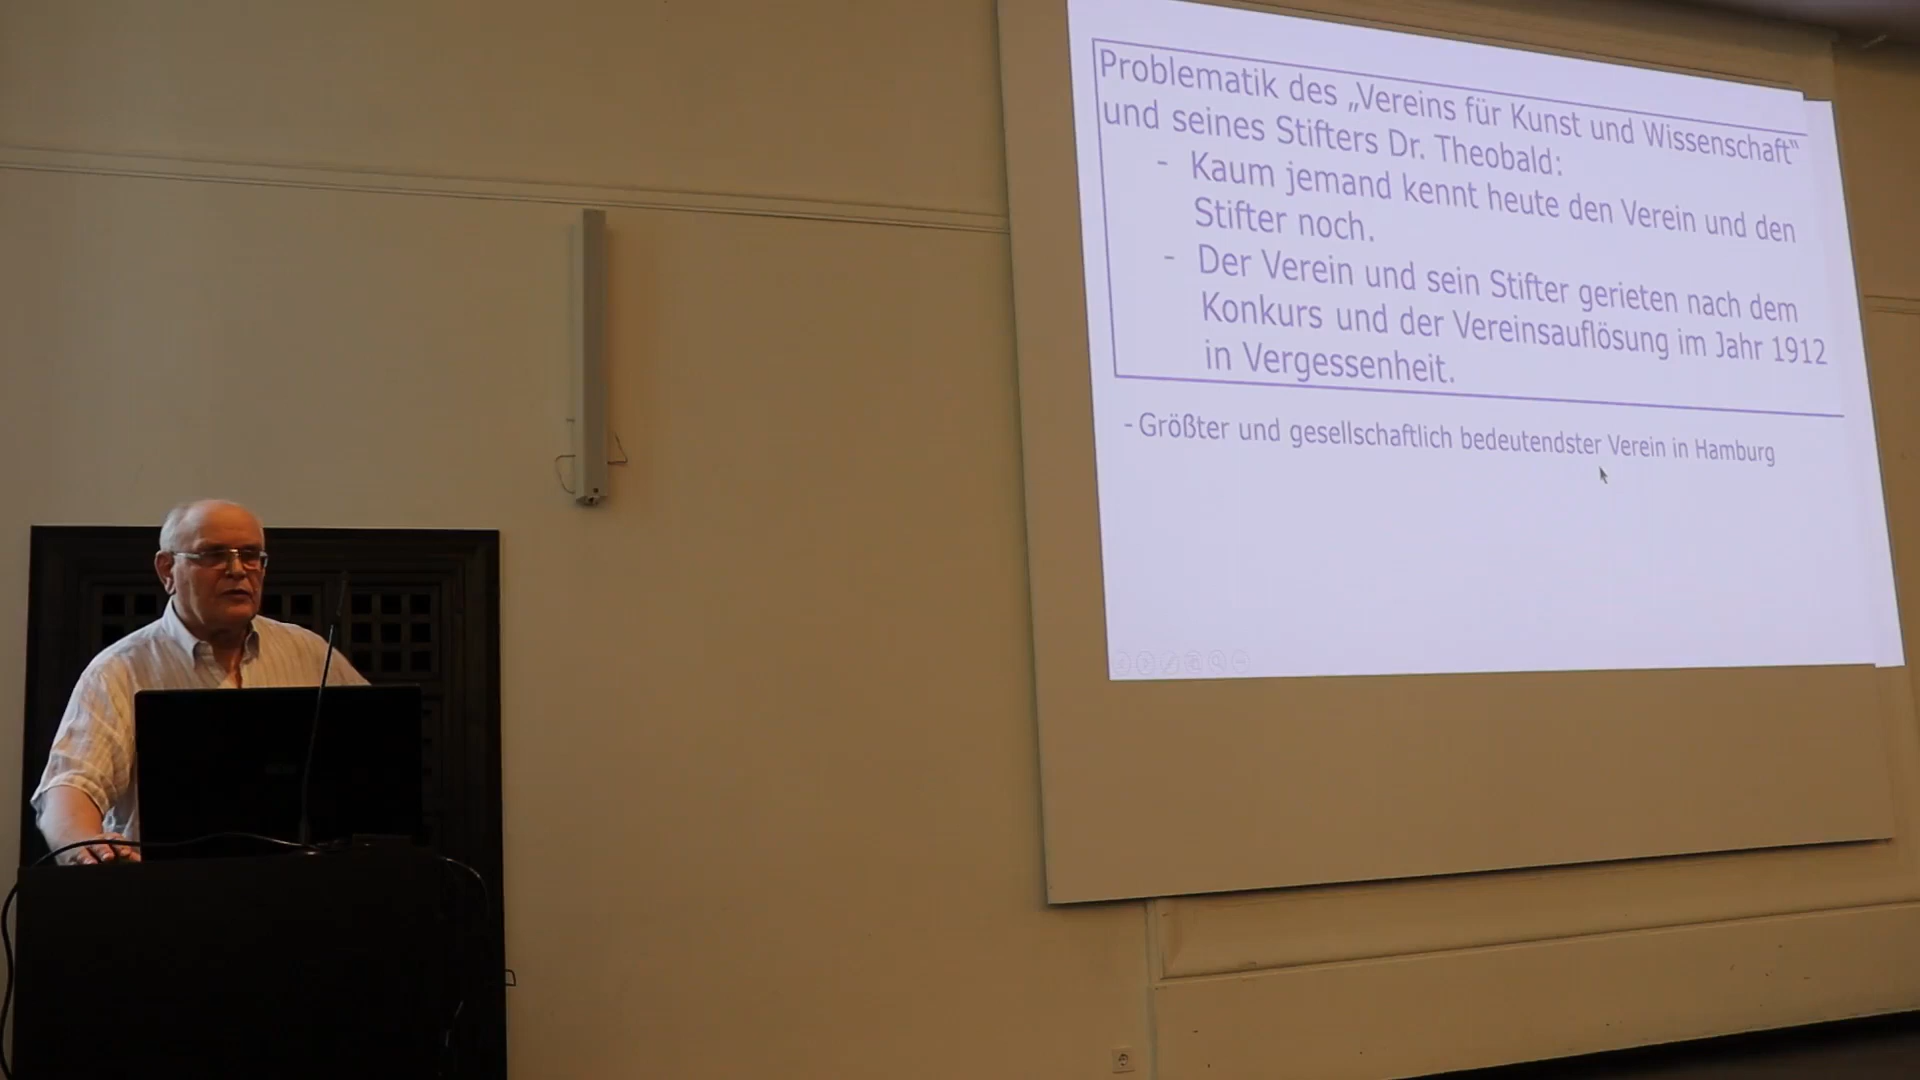 Problematik des „Vereins für Kunst und Wissenschaft“
und seines Stifters Dr. Theobald:
- Kaum jemand kennt heute den Verein und den
Stifter noch.
- Der Verein und sein Stifter gerieten nach dem
Konkurs und der Vereinsauflösung im Jahr 1912
in Vergessenheit.
- Größter und gesellschaftlich bedeutendster Verein in Hamburg